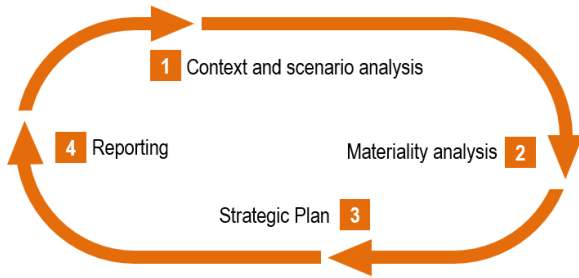 1 Context and scenario analysis
Materiality analysis 2
Strategic Plan 3
4 Reporting